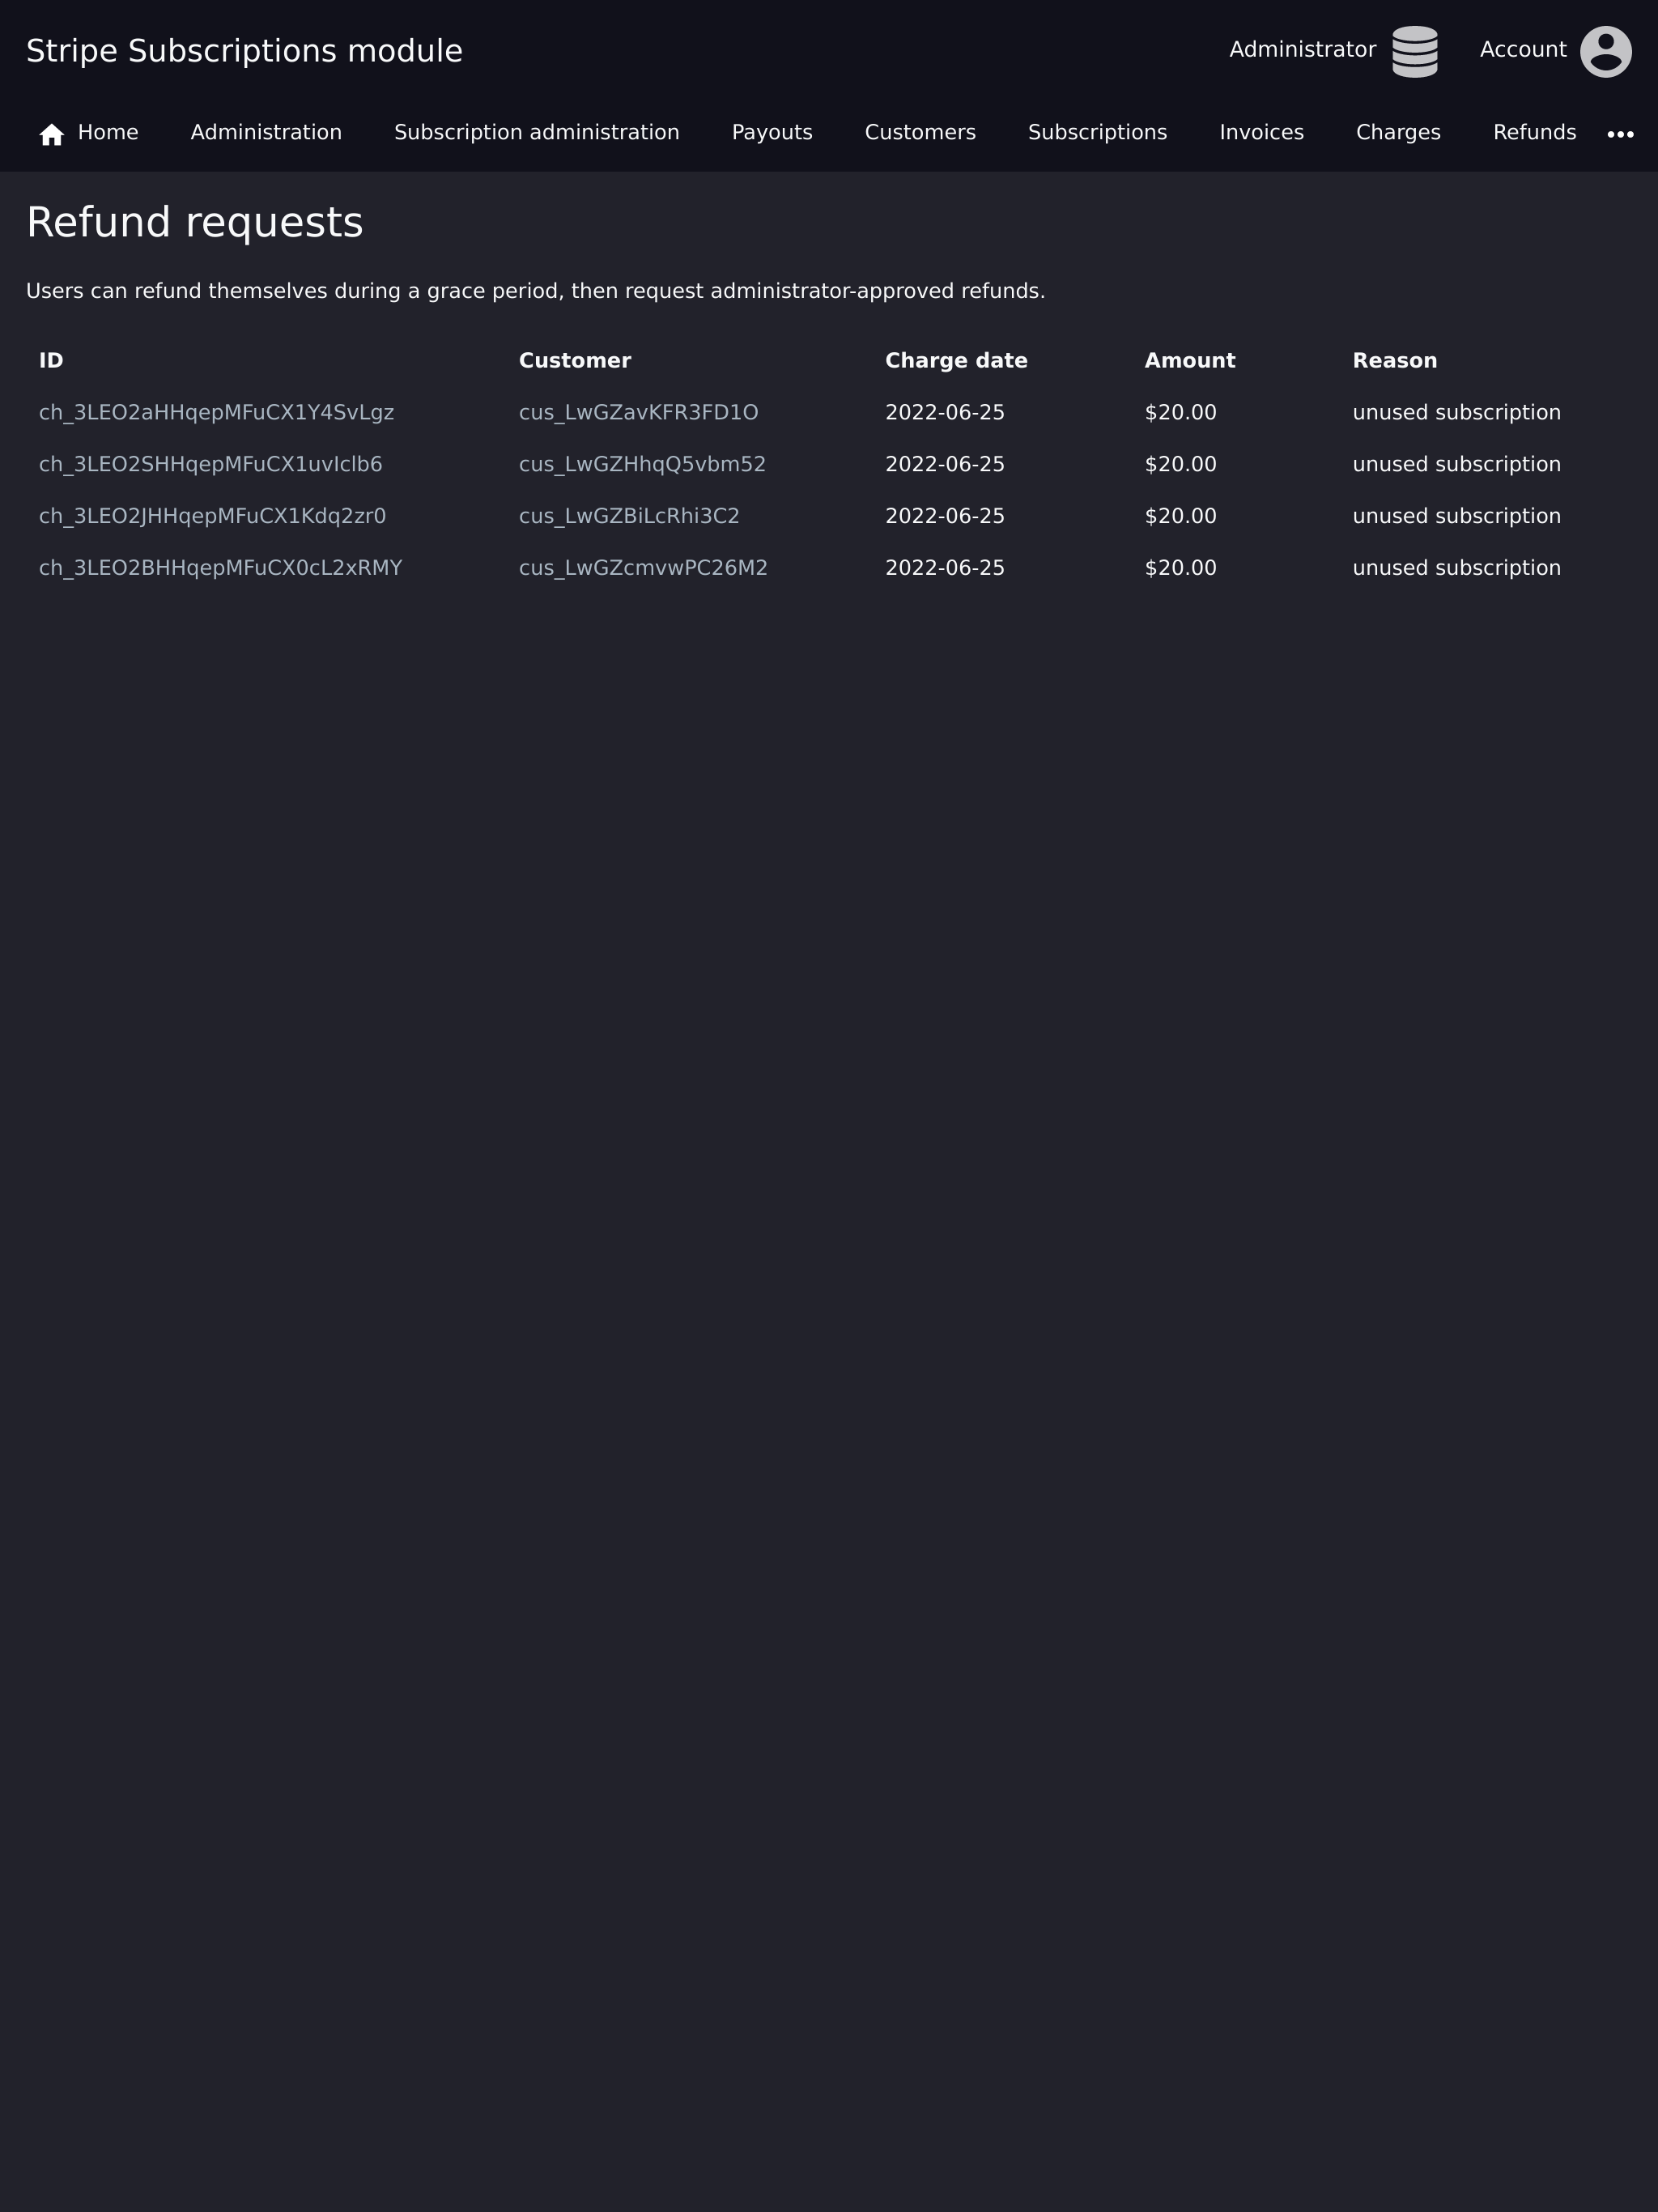 Stripe Subscriptions module
Administrator
Account
Home Administration Subscription administration Payouts Customers Subscriptions Invoices Charges Refunds
Refund requests
Users can refund themselves during a grace period, then request administrator-approved refunds.
ID Customer Charge date Amount Reason
ch_3LEO2aHHqepMFuCX1Y4SvLgz cus_LwGZavKFR3FD1O 2022-06-25 $20.00 unused subscription
ch_3LEO2SHHqepMFuCX1uvIclb6 cus_LwGZHhqQ5vbm52 2022-06-25 $20.00 unused subscription
ch_3LEO2JHHqepMFuCX1Kdq2zr0 cus_LwGZBiLcRhi3C2 2022-06-25 $20.00 unused subscription
ch_3LEO2BHHqepMFuCX0cL2xRMY cus_LwGZcmvwPC26M2 2022-06-25 $20.00 unused subscription